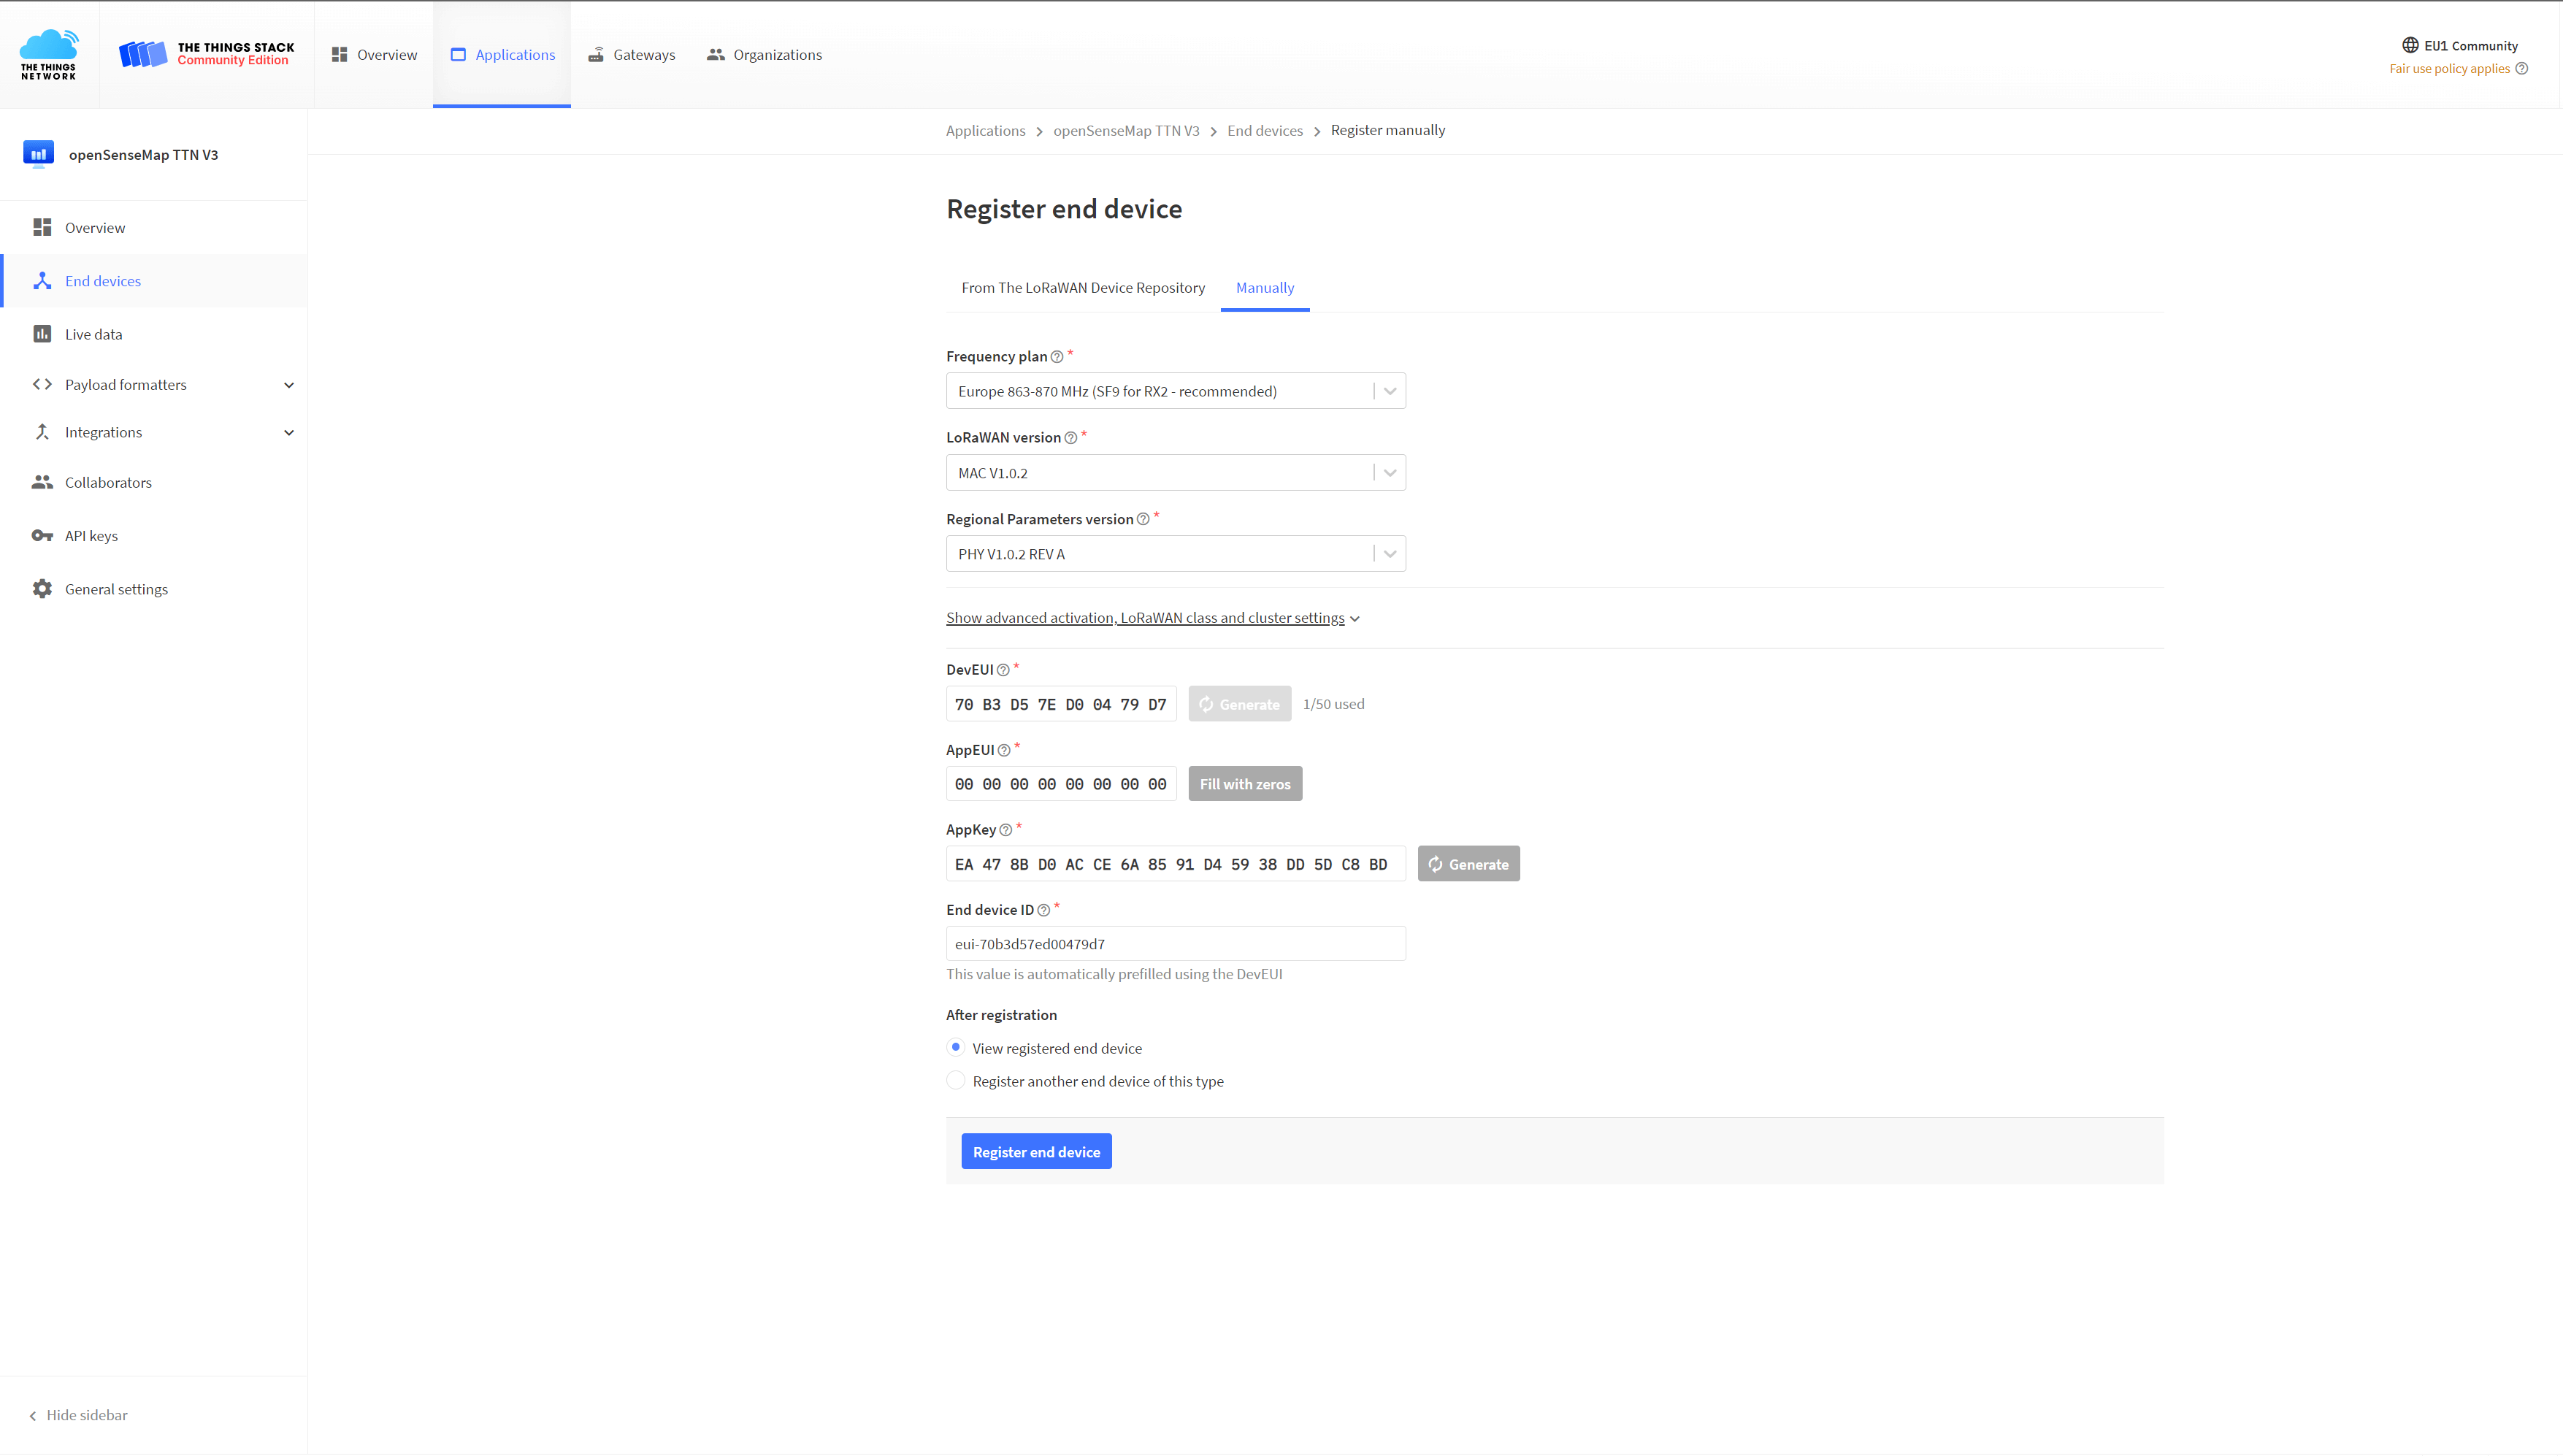 THE THINGS
NETWORK
THE THINGS STACK
Community Edition
Overview
Applications
Gateways
Organizations
EU1 Community
Fair use policy applies
openSenseMap TTN V3
Overview
End devices
Live data
Payload formatters
Integrations
Collaborators
API keys
General settings
Hide sidebar
Applications > openSenseMap TTN V3 > End devices > Register manually
Register end device
From The LoRaWAN Device Repository
Manually
Frequency plan *
Europe 863-870 MHz (SF9 for RX2 - recommended)
LoRaWAN version *
MAC V1.0.2
Regional Parameters version *
PHY V1.0.2 REV A
Show advanced activation, LoRaWAN class and cluster settings
DevEUI *
70 B3 D5 7E D0 04 79 D7
Generate
1/50 used
AppEUI *
00 00 00 00 00 00 00 00
Fill with zeros
AppKey *
EA 47 8B D0 AC CE 6A 85 91 D4 59 38 DD 5D C8 BD
Generate
End device ID *
eui-70b3d57ed00479d7
This value is automatically prefilled using the DevEUI
After registration
View registered end device
Register another end device of this type
Register end device